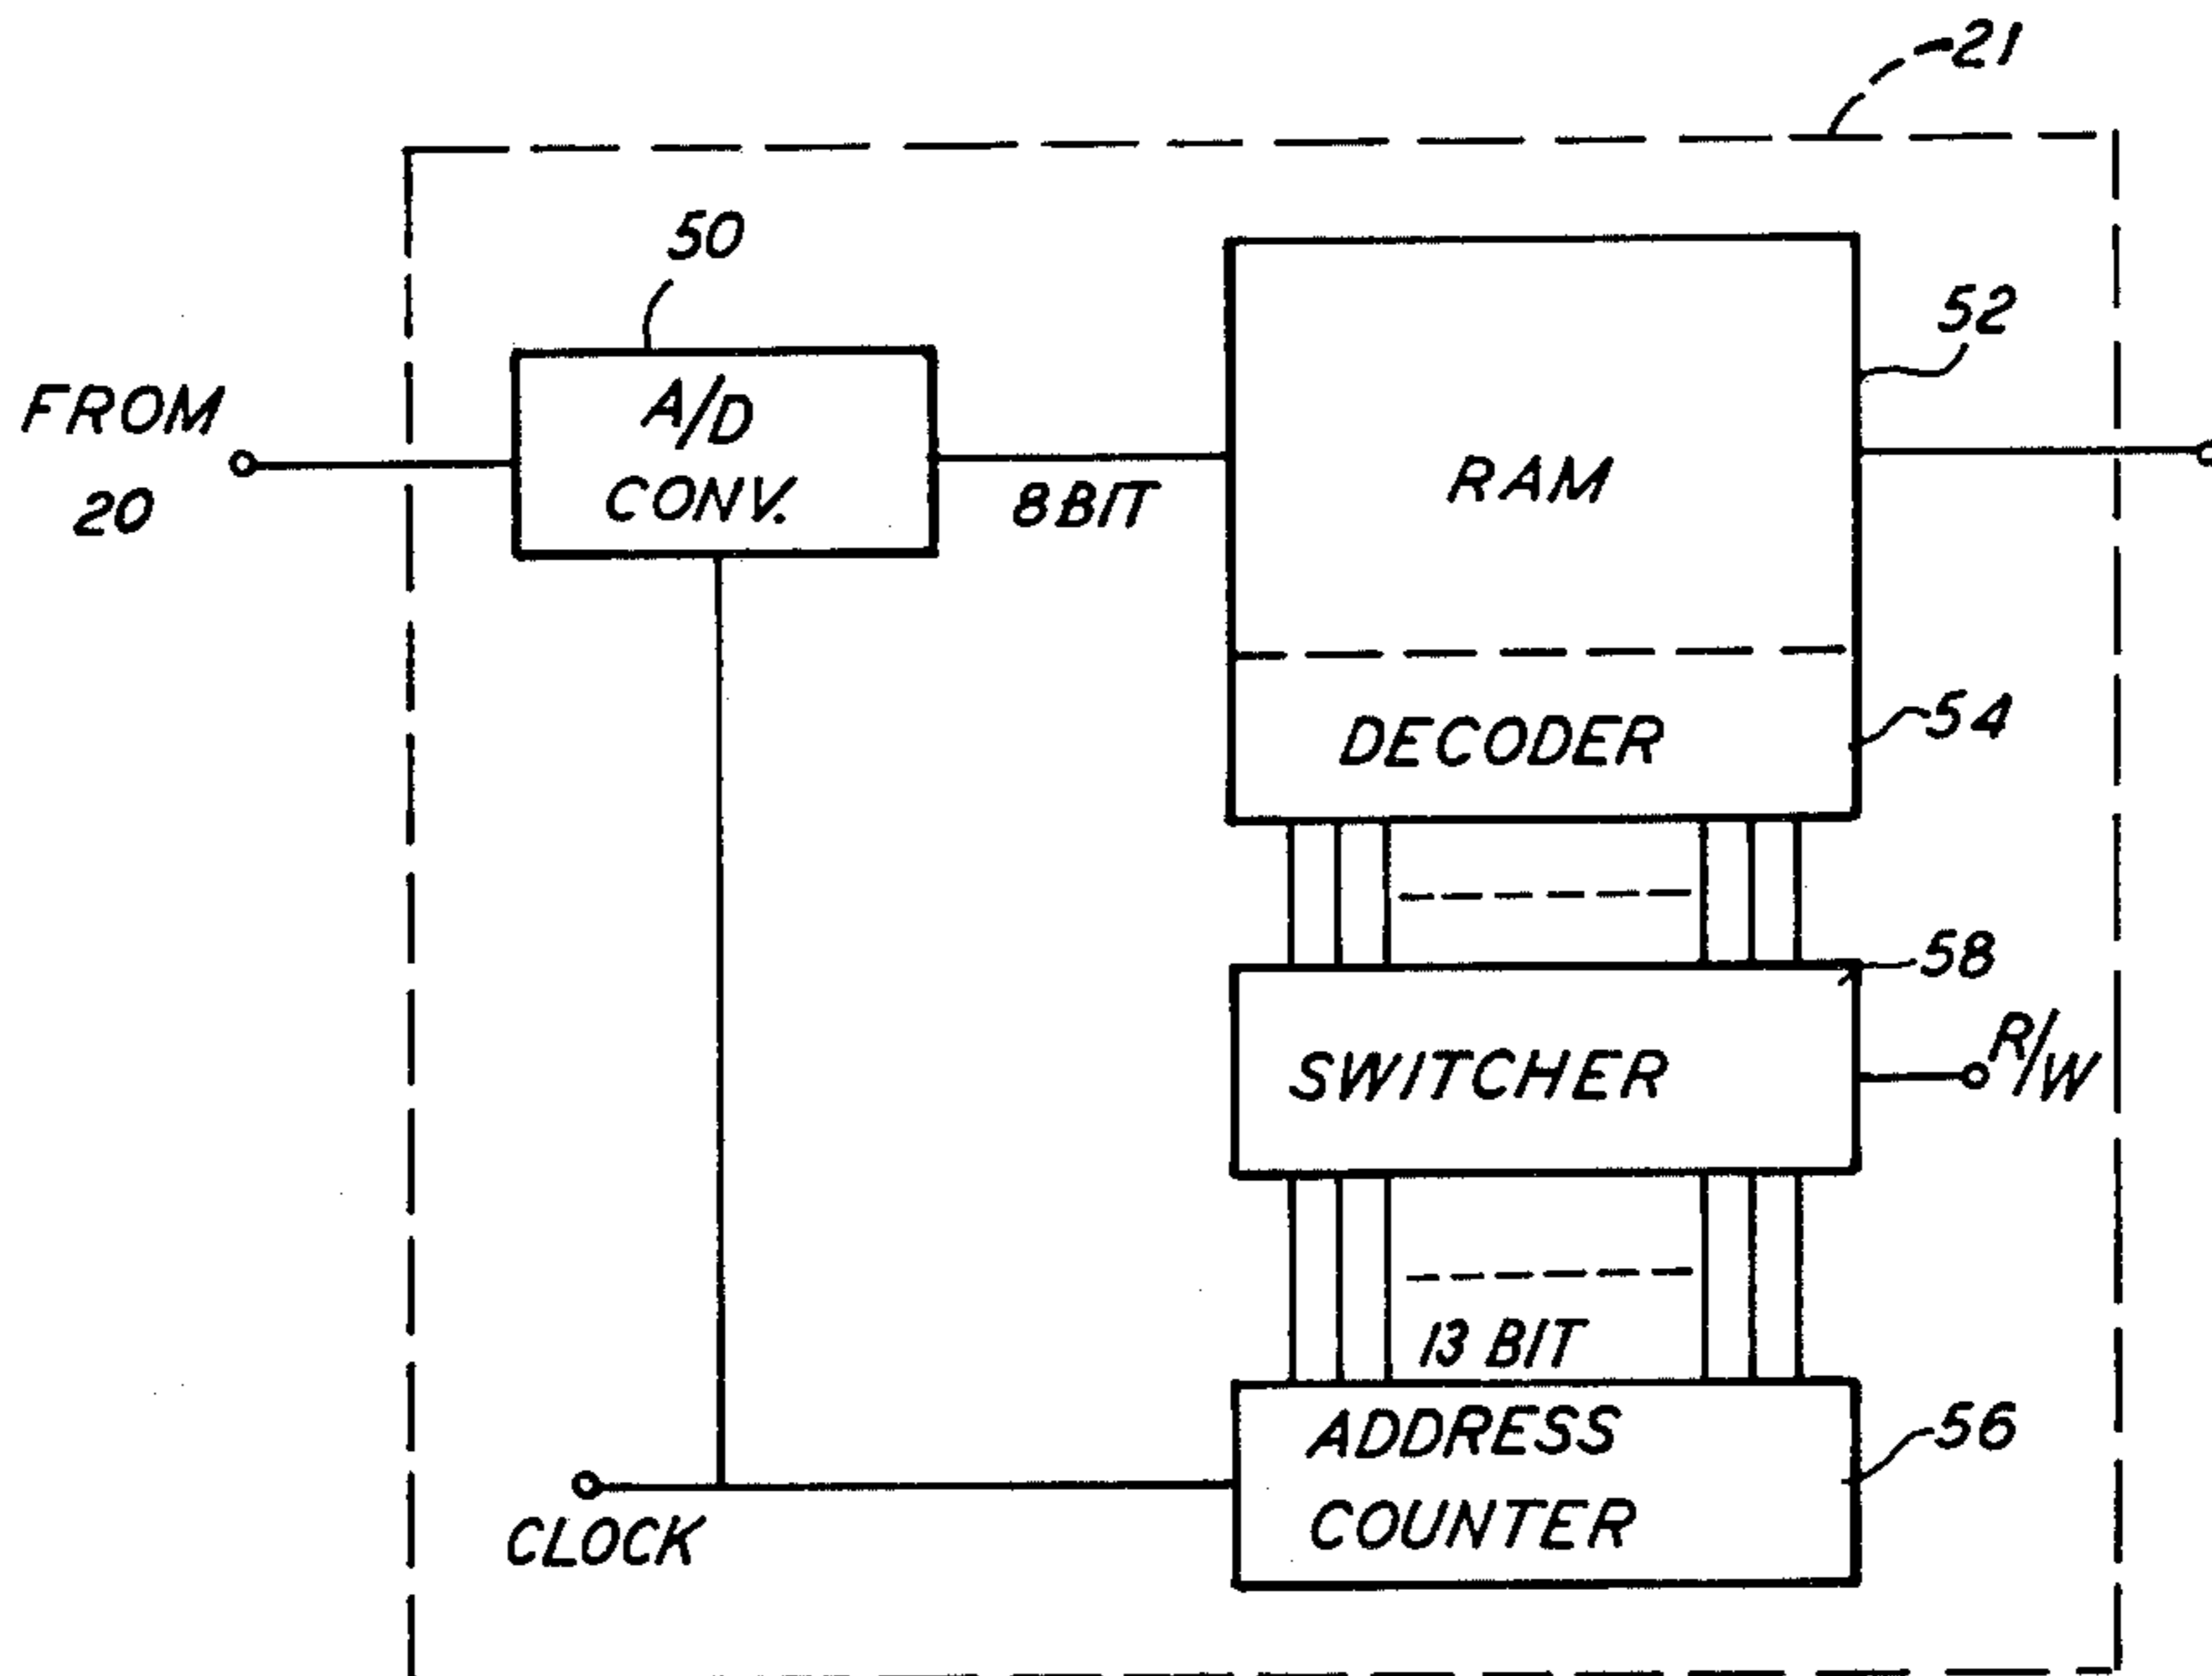 21
50
52
FROM
20
A/D
CONV.
8 BIT
RAM
DECODER
54
58
SWITCHER
R/W
13 BIT
ADDRESS
COUNTER
56
CLOCK